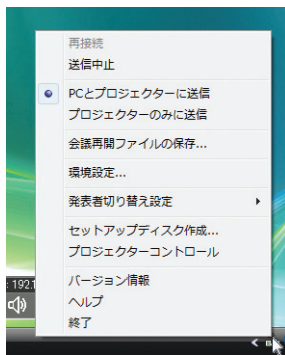 再接続
送信中止
PCとプロジェクターに送信
プロジェクターのみに送信
会議再開ファイルの保存...
環境設定...
発表者切り替え設定
セットアップディスク作成...
プロジェクターコントロール
バージョン情報
: 192.1
ヘルプ
終了